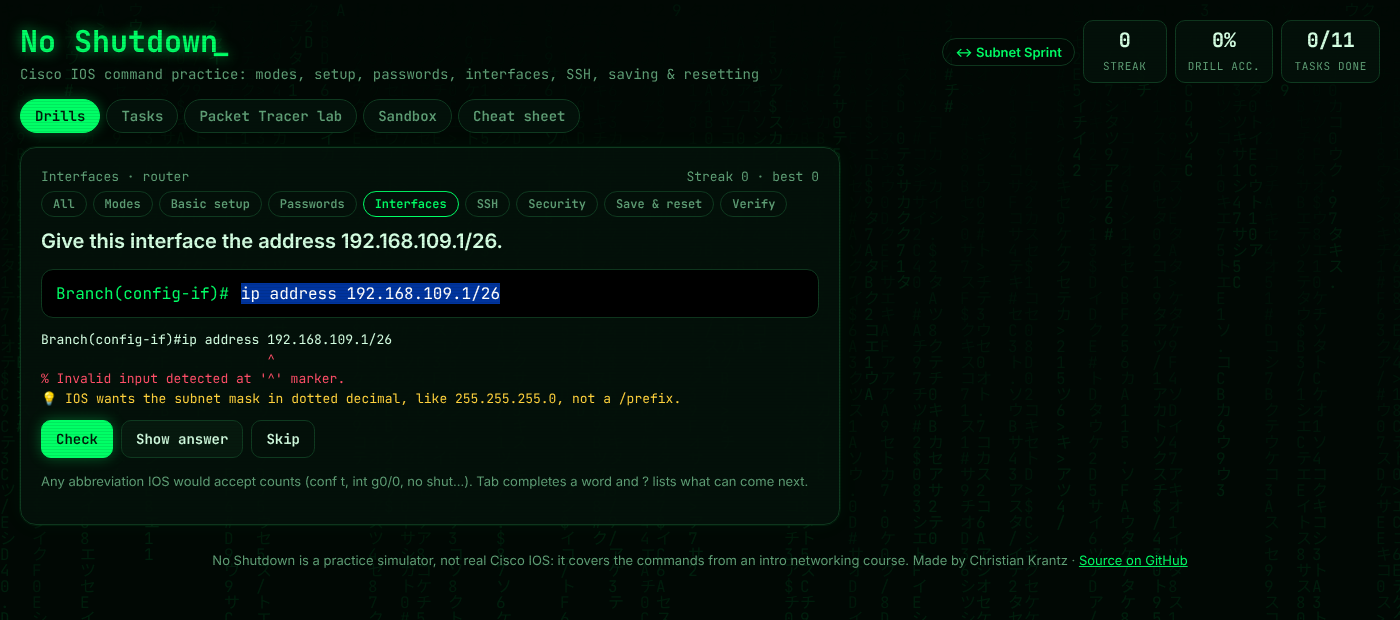 No Shutdown_
Cisco IOS command practice: modes, setup, passwords, interfaces, SSH, saving & resetting
↔ Subnet Sprint
0
STREAK
0%
DRILL ACC.
0/11
TASKS DONE
Drills
Tasks
Packet Tracer lab
Sandbox
Cheat sheet
Interfaces · router
Streak 0 · best 0
All
Modes
Basic setup
Passwords
Interfaces
SSH
Security
Save & reset
Verify
Give this interface the address 192.168.109.1/26.
Branch(config-if)# ip address 192.168.109.1/26
Branch(config-if)#ip address 192.168.109.1/26
^
% Invalid input detected at '^' marker.
💡 IOS wants the subnet mask in dotted decimal, like 255.255.255.0, not a /prefix.
Check
Show answer
Skip
Any abbreviation IOS would accept counts (conf t, int g0/0, no shut…). Tab completes a word and ? lists what can come next.
No Shutdown is a practice simulator, not real Cisco IOS: it covers the commands from an intro networking course. Made by Christian Krantz · Source on GitHub